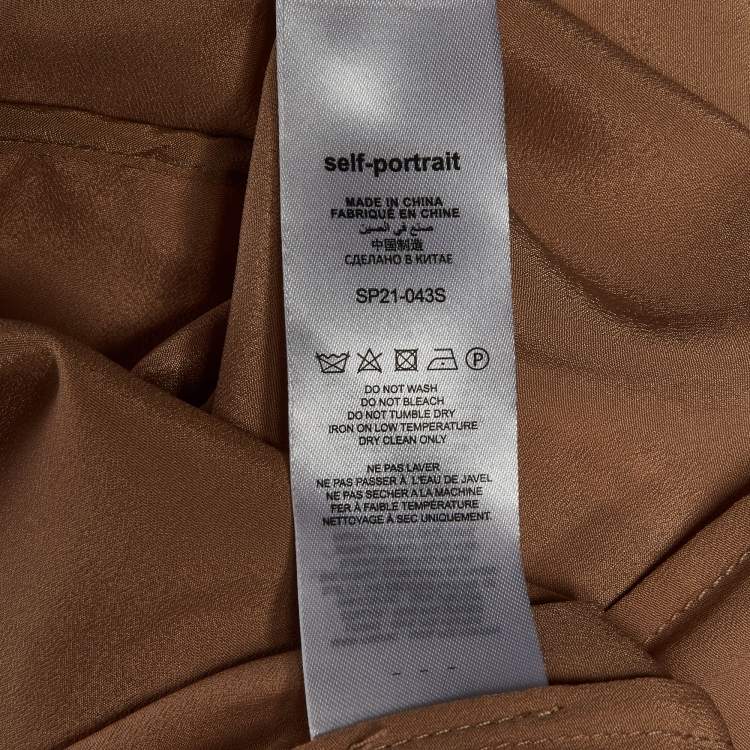 self-portrait
MADE IN CHINA
FABRIQUÉ EN CHINE
صنع في الصين
中国制造
СДЕЛАНО В КИТАЕ
SP21-043S
P
DO NOT WASH
DO NOT BLEACH
DO NOT TUMBLE DRY
IRON ON LOW TEMPERATURE
DRY CLEAN ONLY
NE PAS LAVER
NE PAS PASSER À L'EAU DE JAVEL
NE PAS SECHER A LA MACHINE
FER À FAIBLE TEMPÉRATURE
NETTOYAGE À SEC UNIQUEMENT.